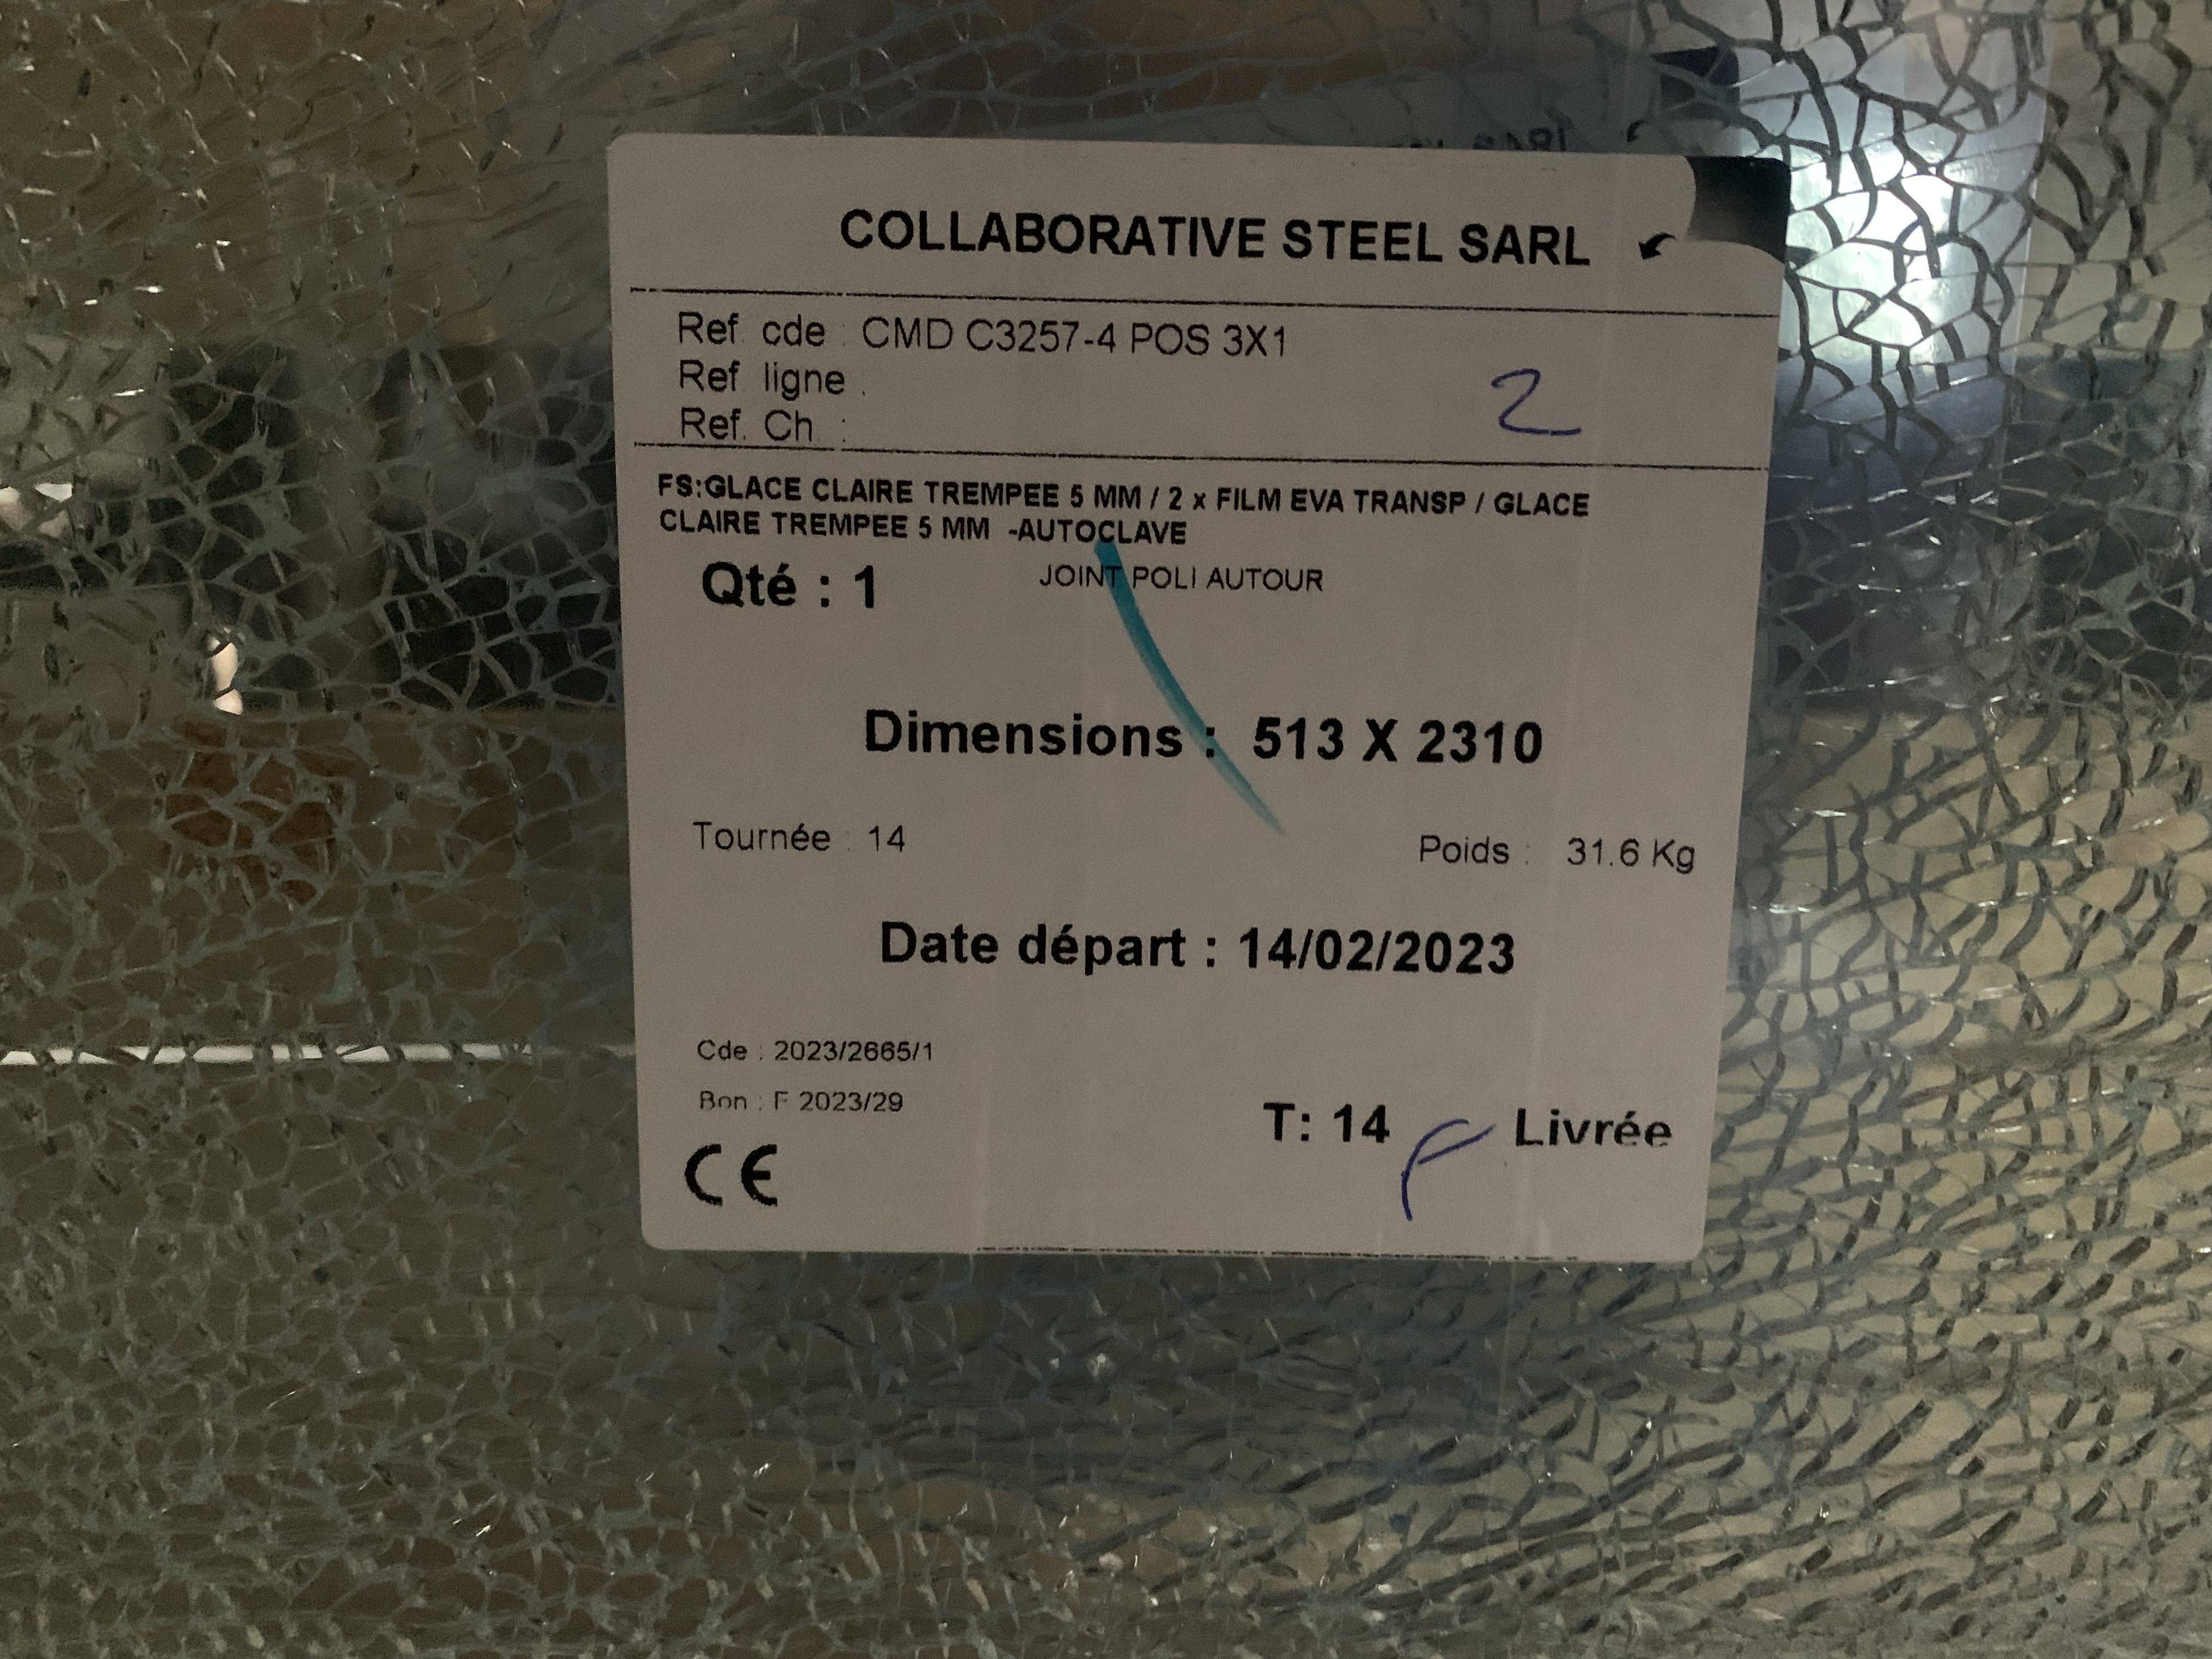 COLLABORATIVE STEEL SARL
Ref. cde : CMD C3257-4 POS 3X1
Ref ligne :
2
Ref. Ch :
FS:GLACE CLAIRE TREMPEE 5 MM / 2 x FILM EVA TRANSP / GLACE
CLAIRE TREMPEE 5 MM -AUTOCLAVE
Qté : 1 JOINT POLI AUTOUR
Dimensions : 513 X 2310
Tournée : 14 Poids : 31.6 Kg
Date départ : 14/02/2023
Cde : 2023/2665/1
Bon : F 2023/29
T: 14 Livrée
CE